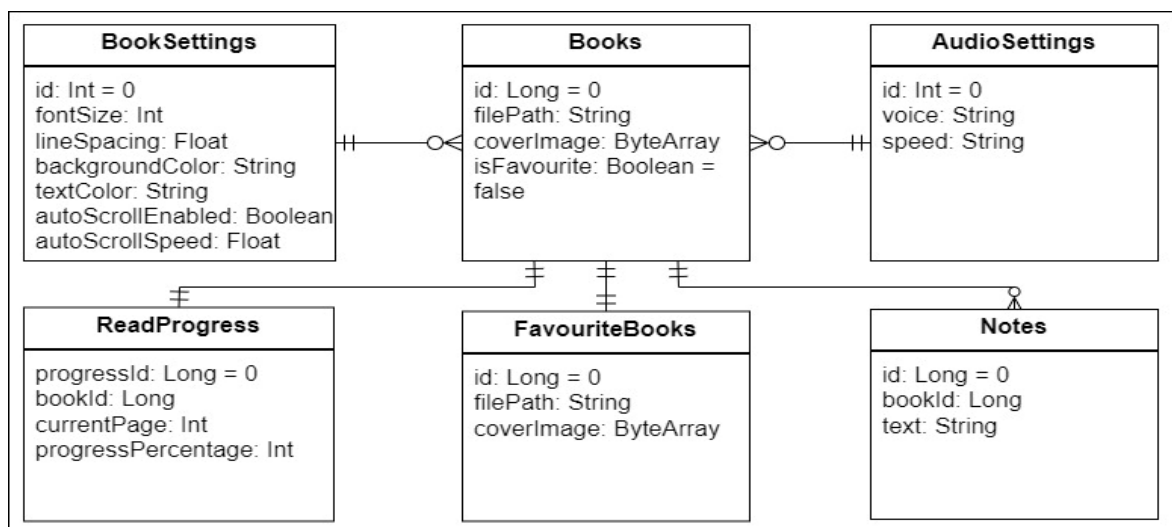 BookSettings
id: Int = 0
fontSize: Int
lineSpacing: Float
backgroundColor: String
textColor: String
autoScrollEnabled: Boolean
autoScrollSpeed: Float
Books
id: Long = 0
filePath: String
coverImage: ByteArray
isFavourite: Boolean =
false
AudioSettings
id: Int = 0
voice: String
speed: String
ReadProgress
progressId: Long = 0
bookId: Long
currentPage: Int
progressPercentage: Int
FavouriteBooks
id: Long = 0
filePath: String
coverImage: ByteArray
Notes
id: Long = 0
bookId: Long
text: String